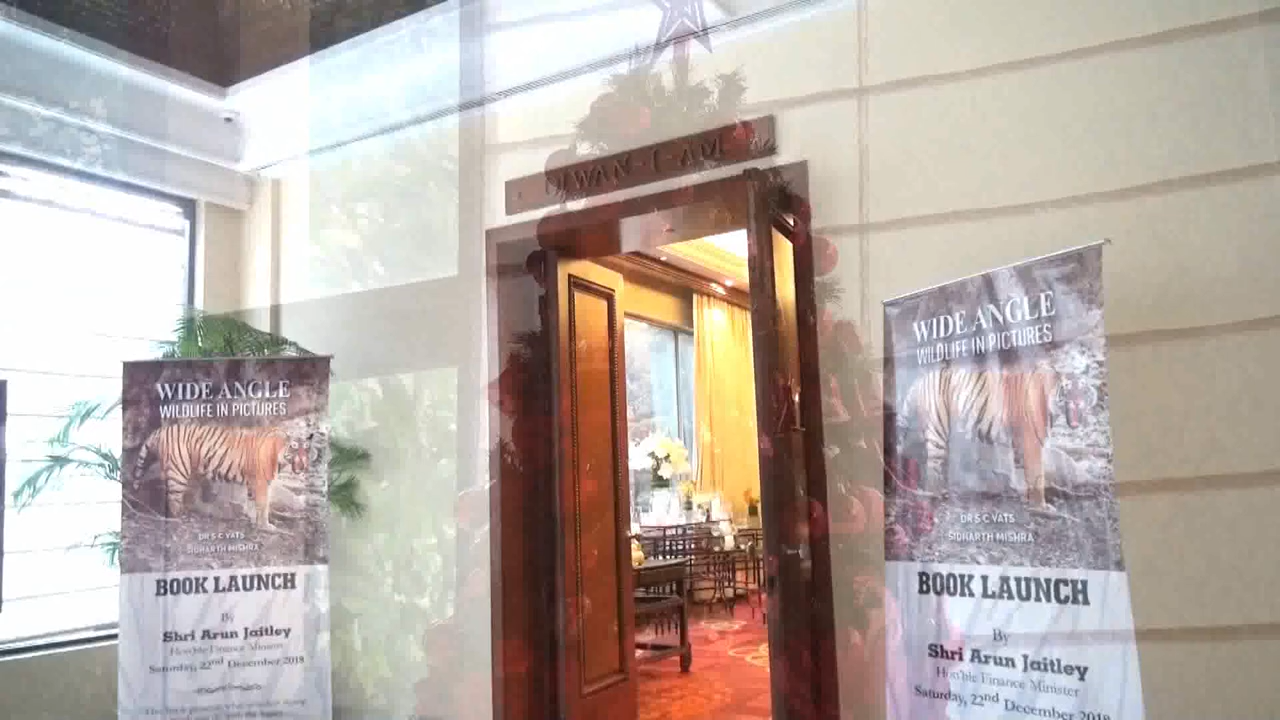 DIWAN-I-AM
WIDE ANGLE
WILDLIFE IN PICTURES
DR S C VATS
SIDHARTH MISHRA
BOOK LAUNCH
By
Shri Arun Jaitley
Hon'ble Finance Minister
Saturday, 22nd December 2018
WIDE ANGLE
WILDLIFE IN PICTURES
DR S C VATS
SIDHARTH MISHRA
BOOK LAUNCH
By
Shri Arun Jaitley
Hon'ble Finance Minister
Saturday, 22nd December 2018